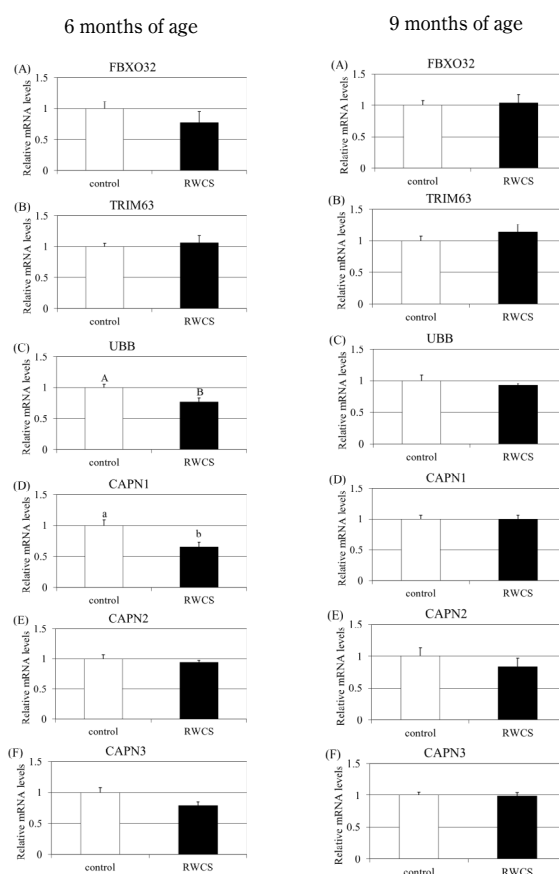 6 months of age
(A)
FBXO32
Relative mRNA levels
1.5
1
0.5
0
control
RWCS
(B)
TRIM63
Relative mRNA levels
1.5
1
0.5
0
control
RWCS
(C)
UBB
Relative mRNA levels
1.5
1
0.5
0
A
B
control
RWCS
(D)
CAPN1
Relative mRNA levels
1.5
1
0.5
0
a
b
control
RWCS
(E)
CAPN2
Relative mRNA levels
1.5
1
0.5
0
control
RWCS
(F)
CAPN3
Relative mRNA levels
1.5
1
0.5
0
control
RWCS
9 months of age
(A)
FBXO32
Relative mRNA levels
1.5
1
0.5
0
control
RWCS
(B)
TRIM63
Relative mRNA levels
1.5
1
0.5
0
control
RWCS
(C)
UBB
Relative mRNA levels
1.5
1
0.5
0
control
RWCS
(D)
CAPN1
Relative mRNA levels
1.5
1
0.5
0
control
RWCS
(E)
CAPN2
Relative mRNA levels
1.5
1
0.5
0
control
RWCS
(F)
CAPN3
Relative mRNA levels
1.5
1
0.5
0
control
RWCS